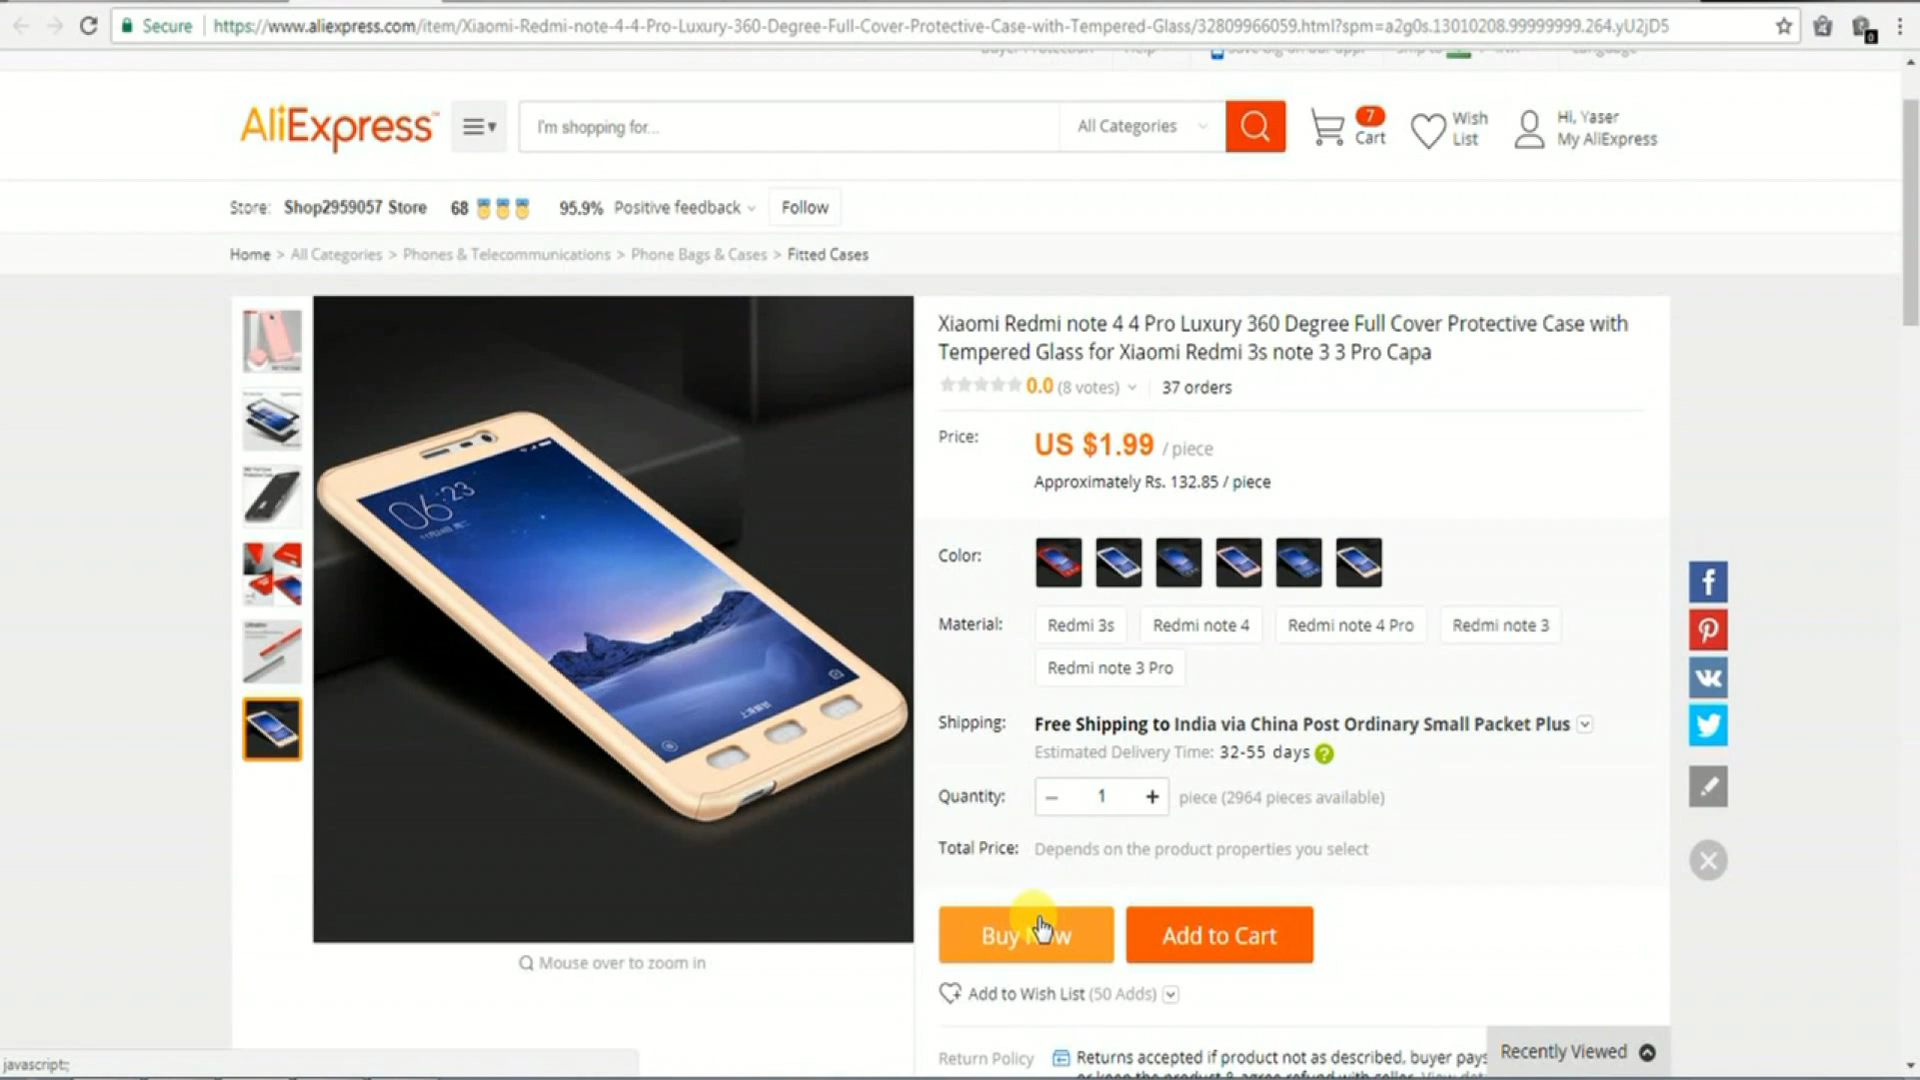 Secure https://www.aliexpress.com/item/Xiaomi-Redmi-note-4-4-Pro-Luxury-360-Degree-Full-Cover-Protective-Case-with-Tempered-Glass/32809966059.html?spm=a2g0s.13010208.99999999.264.yU2jD5
AliExpress
I'm shopping for...
All Categories
7
Cart
Wish
List
Hi, Yaser
My AliExpress
Store: Shop2959057 Store 68 95.9% Positive feedback Follow
Home > All Categories > Phones & Telecommunications > Phone Bags & Cases > Fitted Cases
Xiaomi Redmi note 4 4 Pro Luxury 360 Degree Full Cover Protective Case with
Tempered Glass for Xiaomi Redmi 3s note 3 3 Pro Capa
0.0 (8 votes) 37 orders
Price: US $1.99 / piece
Approximately Rs. 132.85 / piece
06:23
Color:
Material: Redmi 3s Redmi note 4 Redmi note 4 Pro Redmi note 3
Redmi note 3 Pro
Shipping: Free Shipping to India via China Post Ordinary Small Packet Plus
Estimated Delivery Time: 32-55 days ?
Quantity: − 1 + piece (2964 pieces available)
Total Price: Depends on the product properties you select
Buy Now
Add to Cart
Mouse over to zoom in
Add to Wish List (50 Adds)
Return Policy Returns accepted if product not as described, buyer pays
Recently Viewed
javascript:;